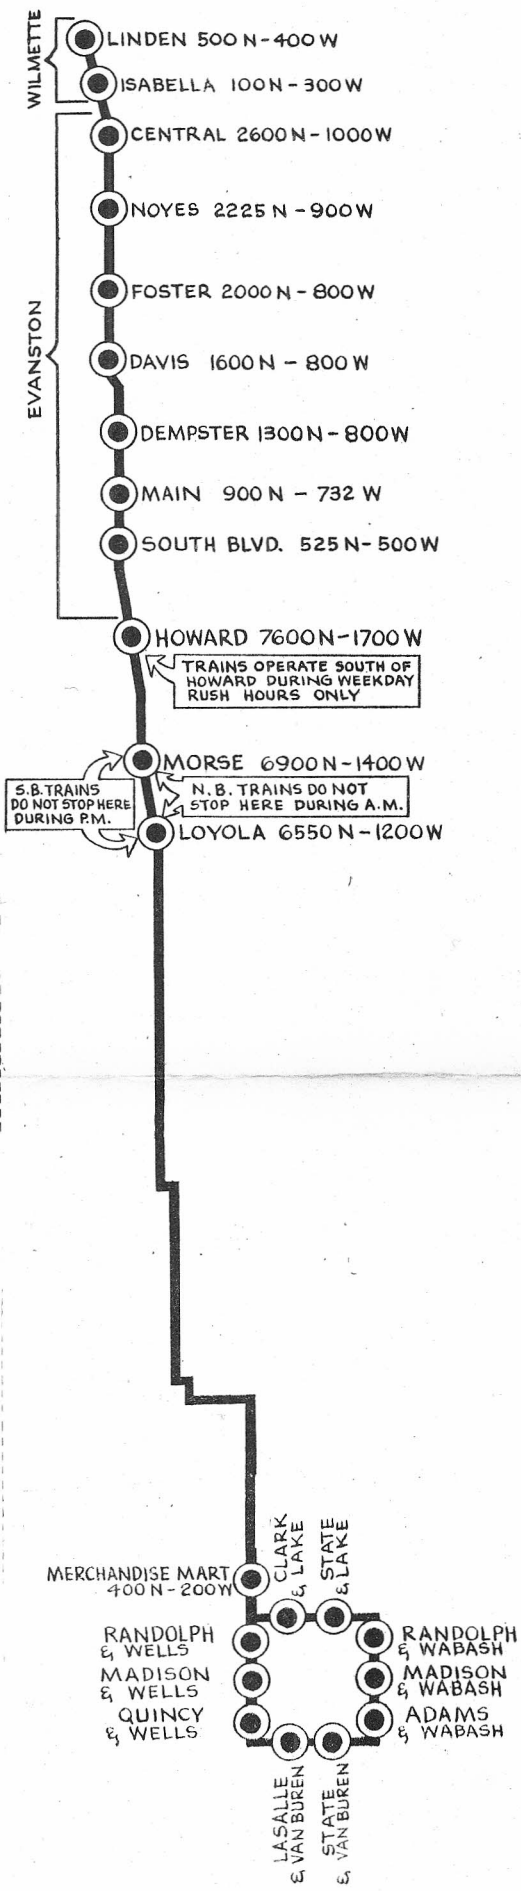 WILMETTE
LINDEN 500 N - 400 W
ISABELLA 100 N - 300 W
EVANSTON
CENTRAL 2600 N - 1000 W
NOYES 2225 N - 900 W
FOSTER 2000 N - 800 W
DAVIS 1600 N - 800 W
DEMPSTER 1300 N - 800 W
MAIN 900 N - 732 W
SOUTH BLVD. 525 N - 500 W
HOWARD 7600 N - 1700 W
TRAINS OPERATE SOUTH OF
HOWARD DURING WEEKDAY
RUSH HOURS ONLY
MORSE 6900 N - 1400 W
S.B. TRAINS
DO NOT STOP HERE
DURING P.M.
N.B. TRAINS DO NOT
STOP HERE DURING A.M.
LOYOLA 6550 N - 1200 W
MERCHANDISE MART
400 N - 200 W
CLARK
& LAKE
STATE
& LAKE
RANDOLPH
& WELLS
MADISON
& WELLS
QUINCY
& WELLS
RANDOLPH
& WABASH
MADISON
& WABASH
ADAMS
& WABASH
LASALLE
& VAN BUREN
STATE
& VAN BUREN